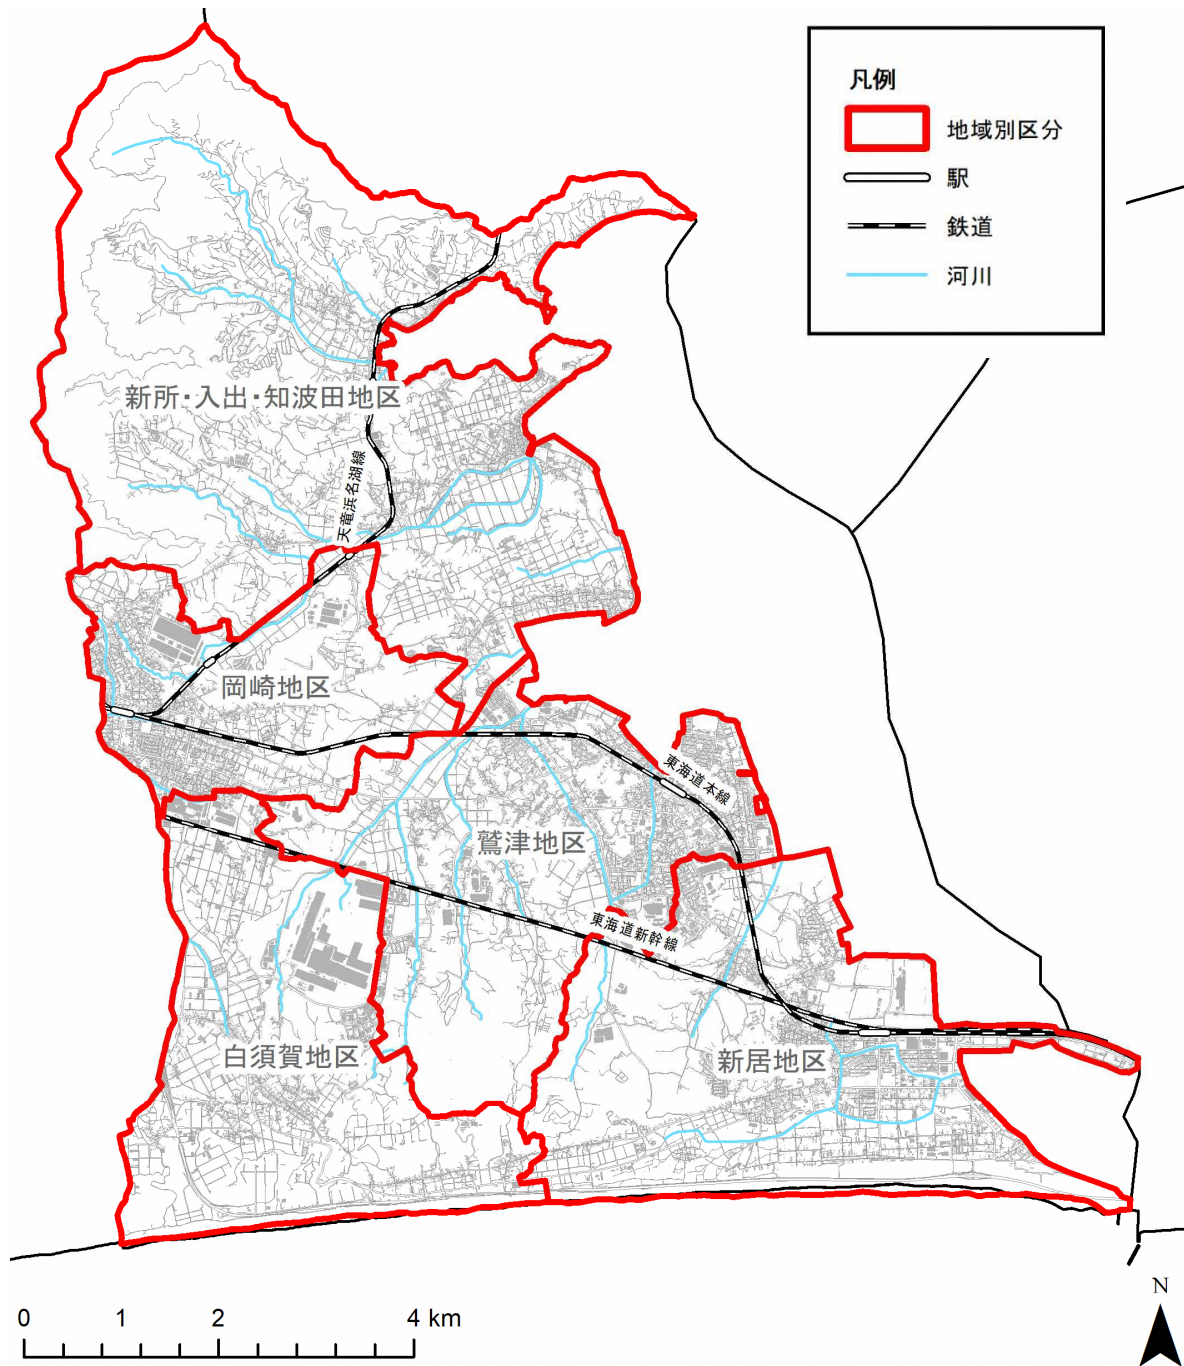 凡例
地域別区分
駅
鉄道
河川
新所・入出・知波田地区
天竜浜名湖線
岡崎地区
東海道本線
鷲津地区
東海道新幹線
白須賀地区
新居地区
0 1 2 4 km
N